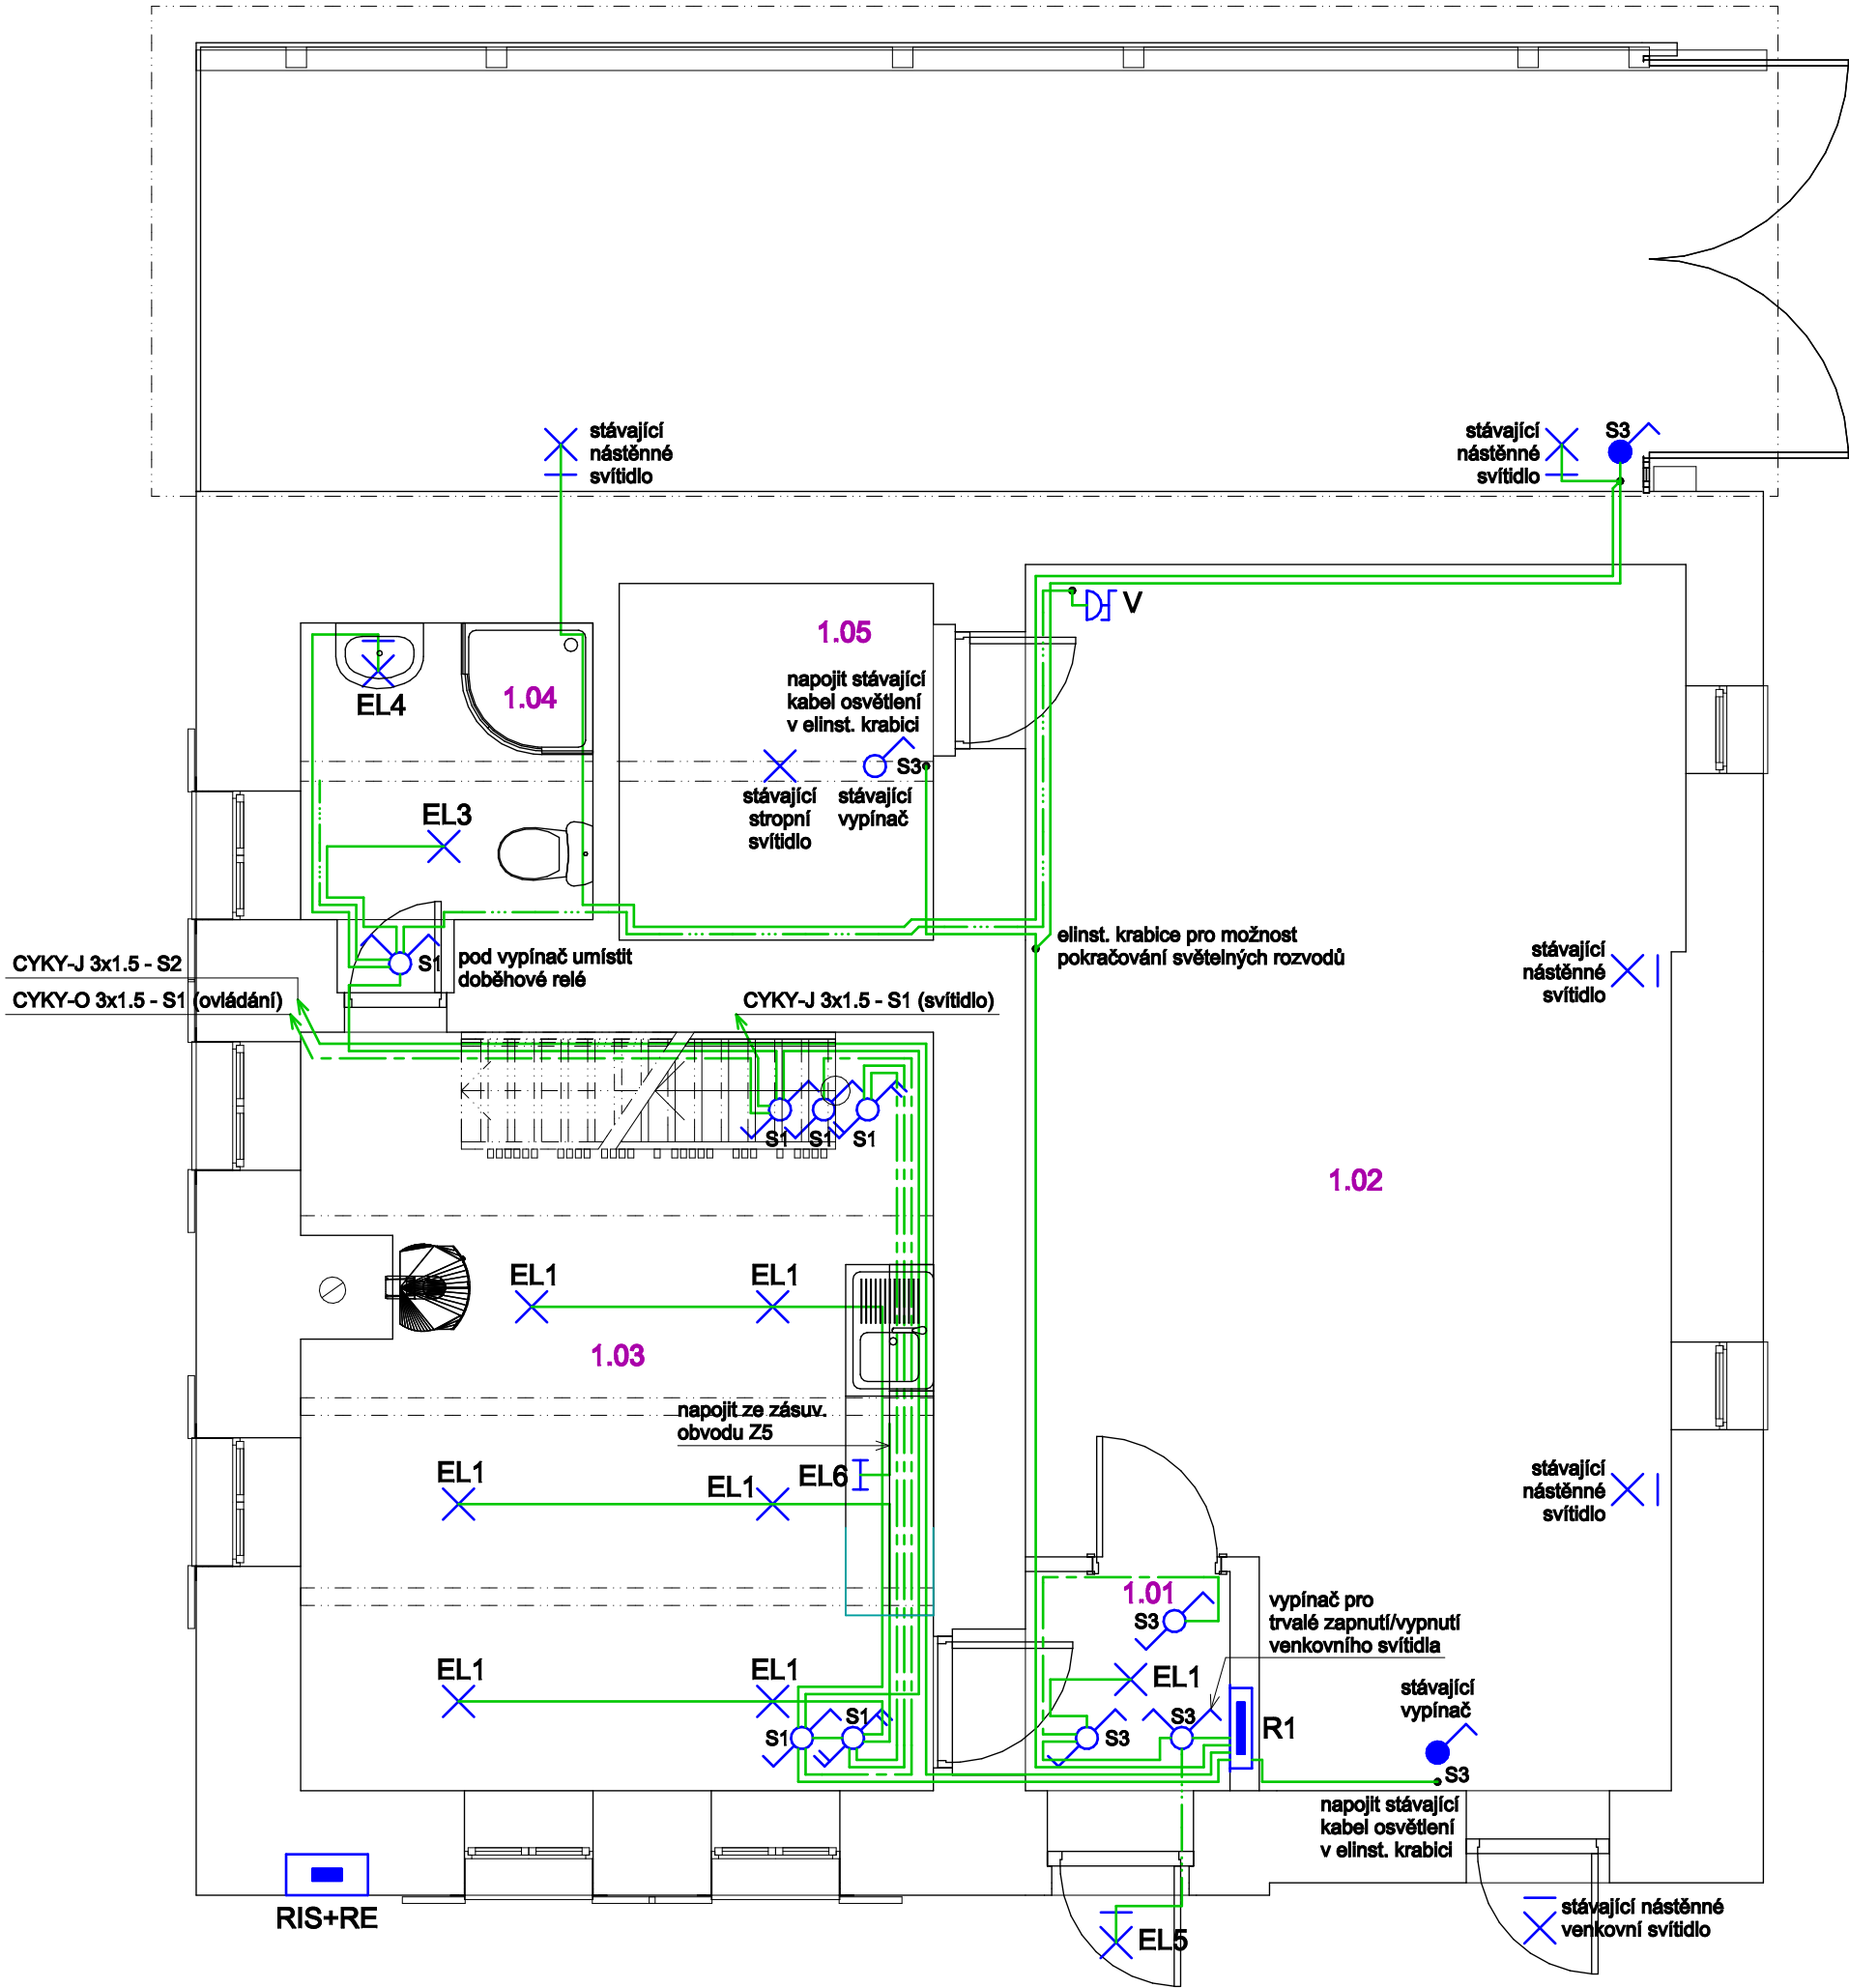 stávající
nástěnné
svítidlo
stávající
nástěnné
svítidlo
S3
V
1.05
napojit stávající
kabel osvětlení
v elinst. krabici
S3
stávající
stropní
svítidlo
stávající
vypínač
EL4
1.04
EL3
S1
pod vypínač umístit
doběhové relé
elinst. krabice pro možnost
pokračování světelných rozvodů
stávající
nástěnné
svítidlo
CYKY-J 3x1.5 - S2
CYKY-O 3x1.5 - S1 (ovládání)
CYKY-J 3x1.5 - S1 (svítidlo)
S1
S1
S1
1.02
EL1
EL1
1.03
napojit ze zásuv.
obvodu Z5
EL1
EL1
EL6
stávající
nástěnné
svítidlo
1.01
S3
vypínač pro
trvalé zapnutí/vypnutí
venkovního svítidla
EL1
EL1
EL1
S1
S1
S3
S3
R1
stávající
vypínač
S3
napojit stávající
kabel osvětlení
v elinst. krabici
RIS+RE
EL5
stávající nástěnné
venkovní svítidlo